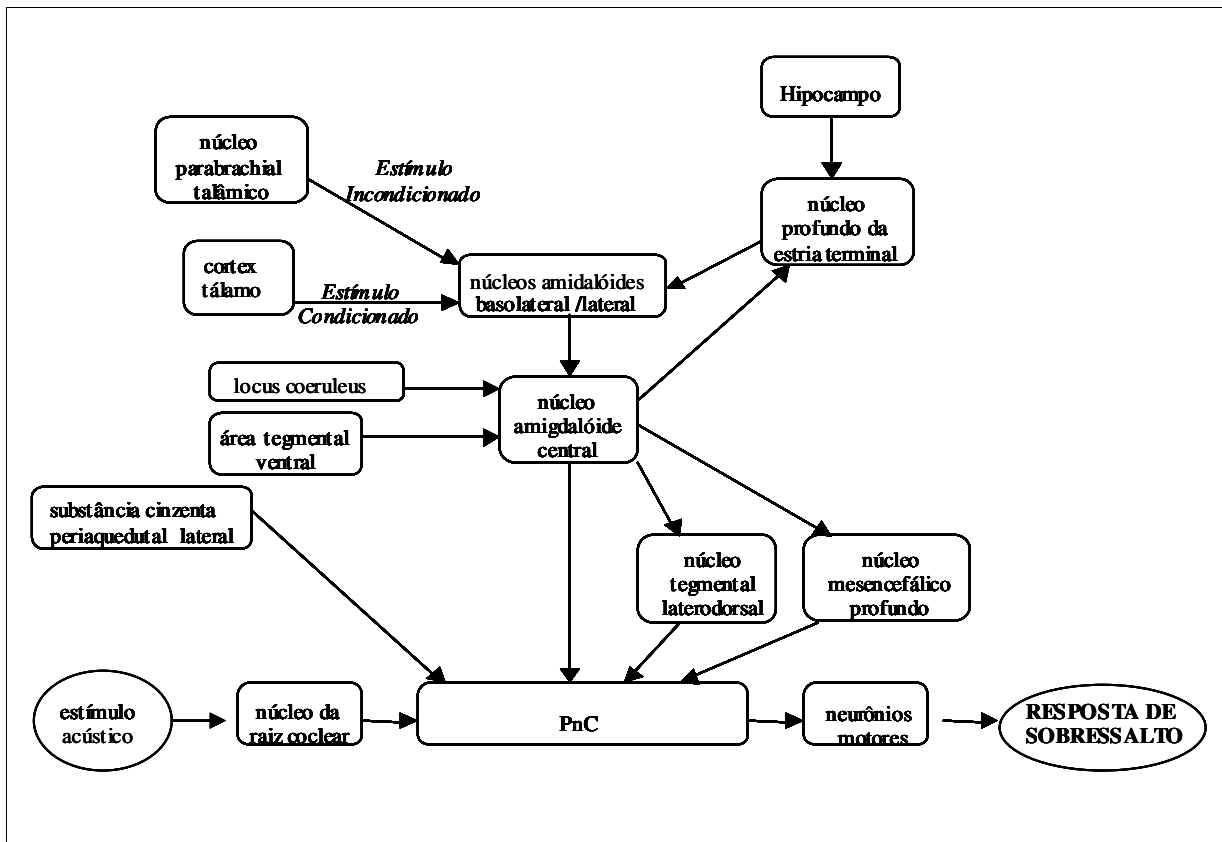 Hipocampo
núcleo
parabrachial
talâmico
Estímulo
Incondicionado
núcleo
profundo da
estria terminal
cortex
tálamo
Estímulo
Condicionado
núcleos amidalóides
basolateral /lateral
locus coeruleus
núcleo
amigdalóide
central
área tegmental
ventral
substância cinzenta
periaquedutal lateral
núcleo
tegmental
laterodorsal
núcleo
mesencefálico
profundo
estímulo
acústico
núcleo da
raiz coclear
PnC
neurônios
motores
RESPOSTA DE
SOBRESSALTO